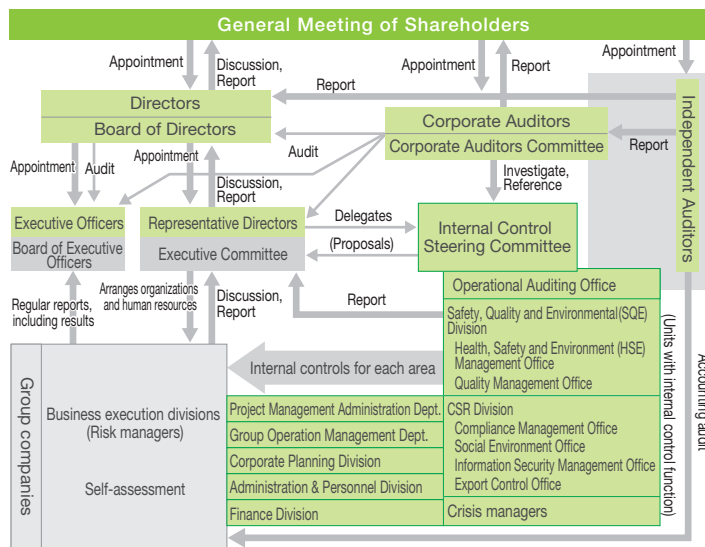 General Meeting of Shareholders
Appointment
Discussion,
Report
Report
Appointment
Report
Appointment
Directors
Board of Directors
Corporate Auditors
Corporate Auditors Committee
Independent Auditors
Report
Appointment
Audit
Appointment
Discussion,
Report
Audit
Investigate,
Reference
Executive Officers
Board of Executive
Officers
Representative Directors
Executive Committee
Delegates
(Proposals)
Internal Control
Steering Committee
Operational Auditing Office
Regular reports,
including results
Arranges organizations
and human resources
Discussion,
Report
Report
Safety, Quality and Environmental(SQE)
Division
Health, Safety and Environment (HSE)
Management Office
Quality Management Office
(Units with internal control function)
Accounting audit
Internal controls for each area
Group companies
Business execution divisions
(Risk managers)
Self-assessment
Project Management Administration Dept.
Group Operation Management Dept.
Corporate Planning Division
Administration & Personnel Division
Finance Division
CSR Division
Compliance Management Office
Social Environment Office
Information Security Management Office
Export Control Office
Crisis managers